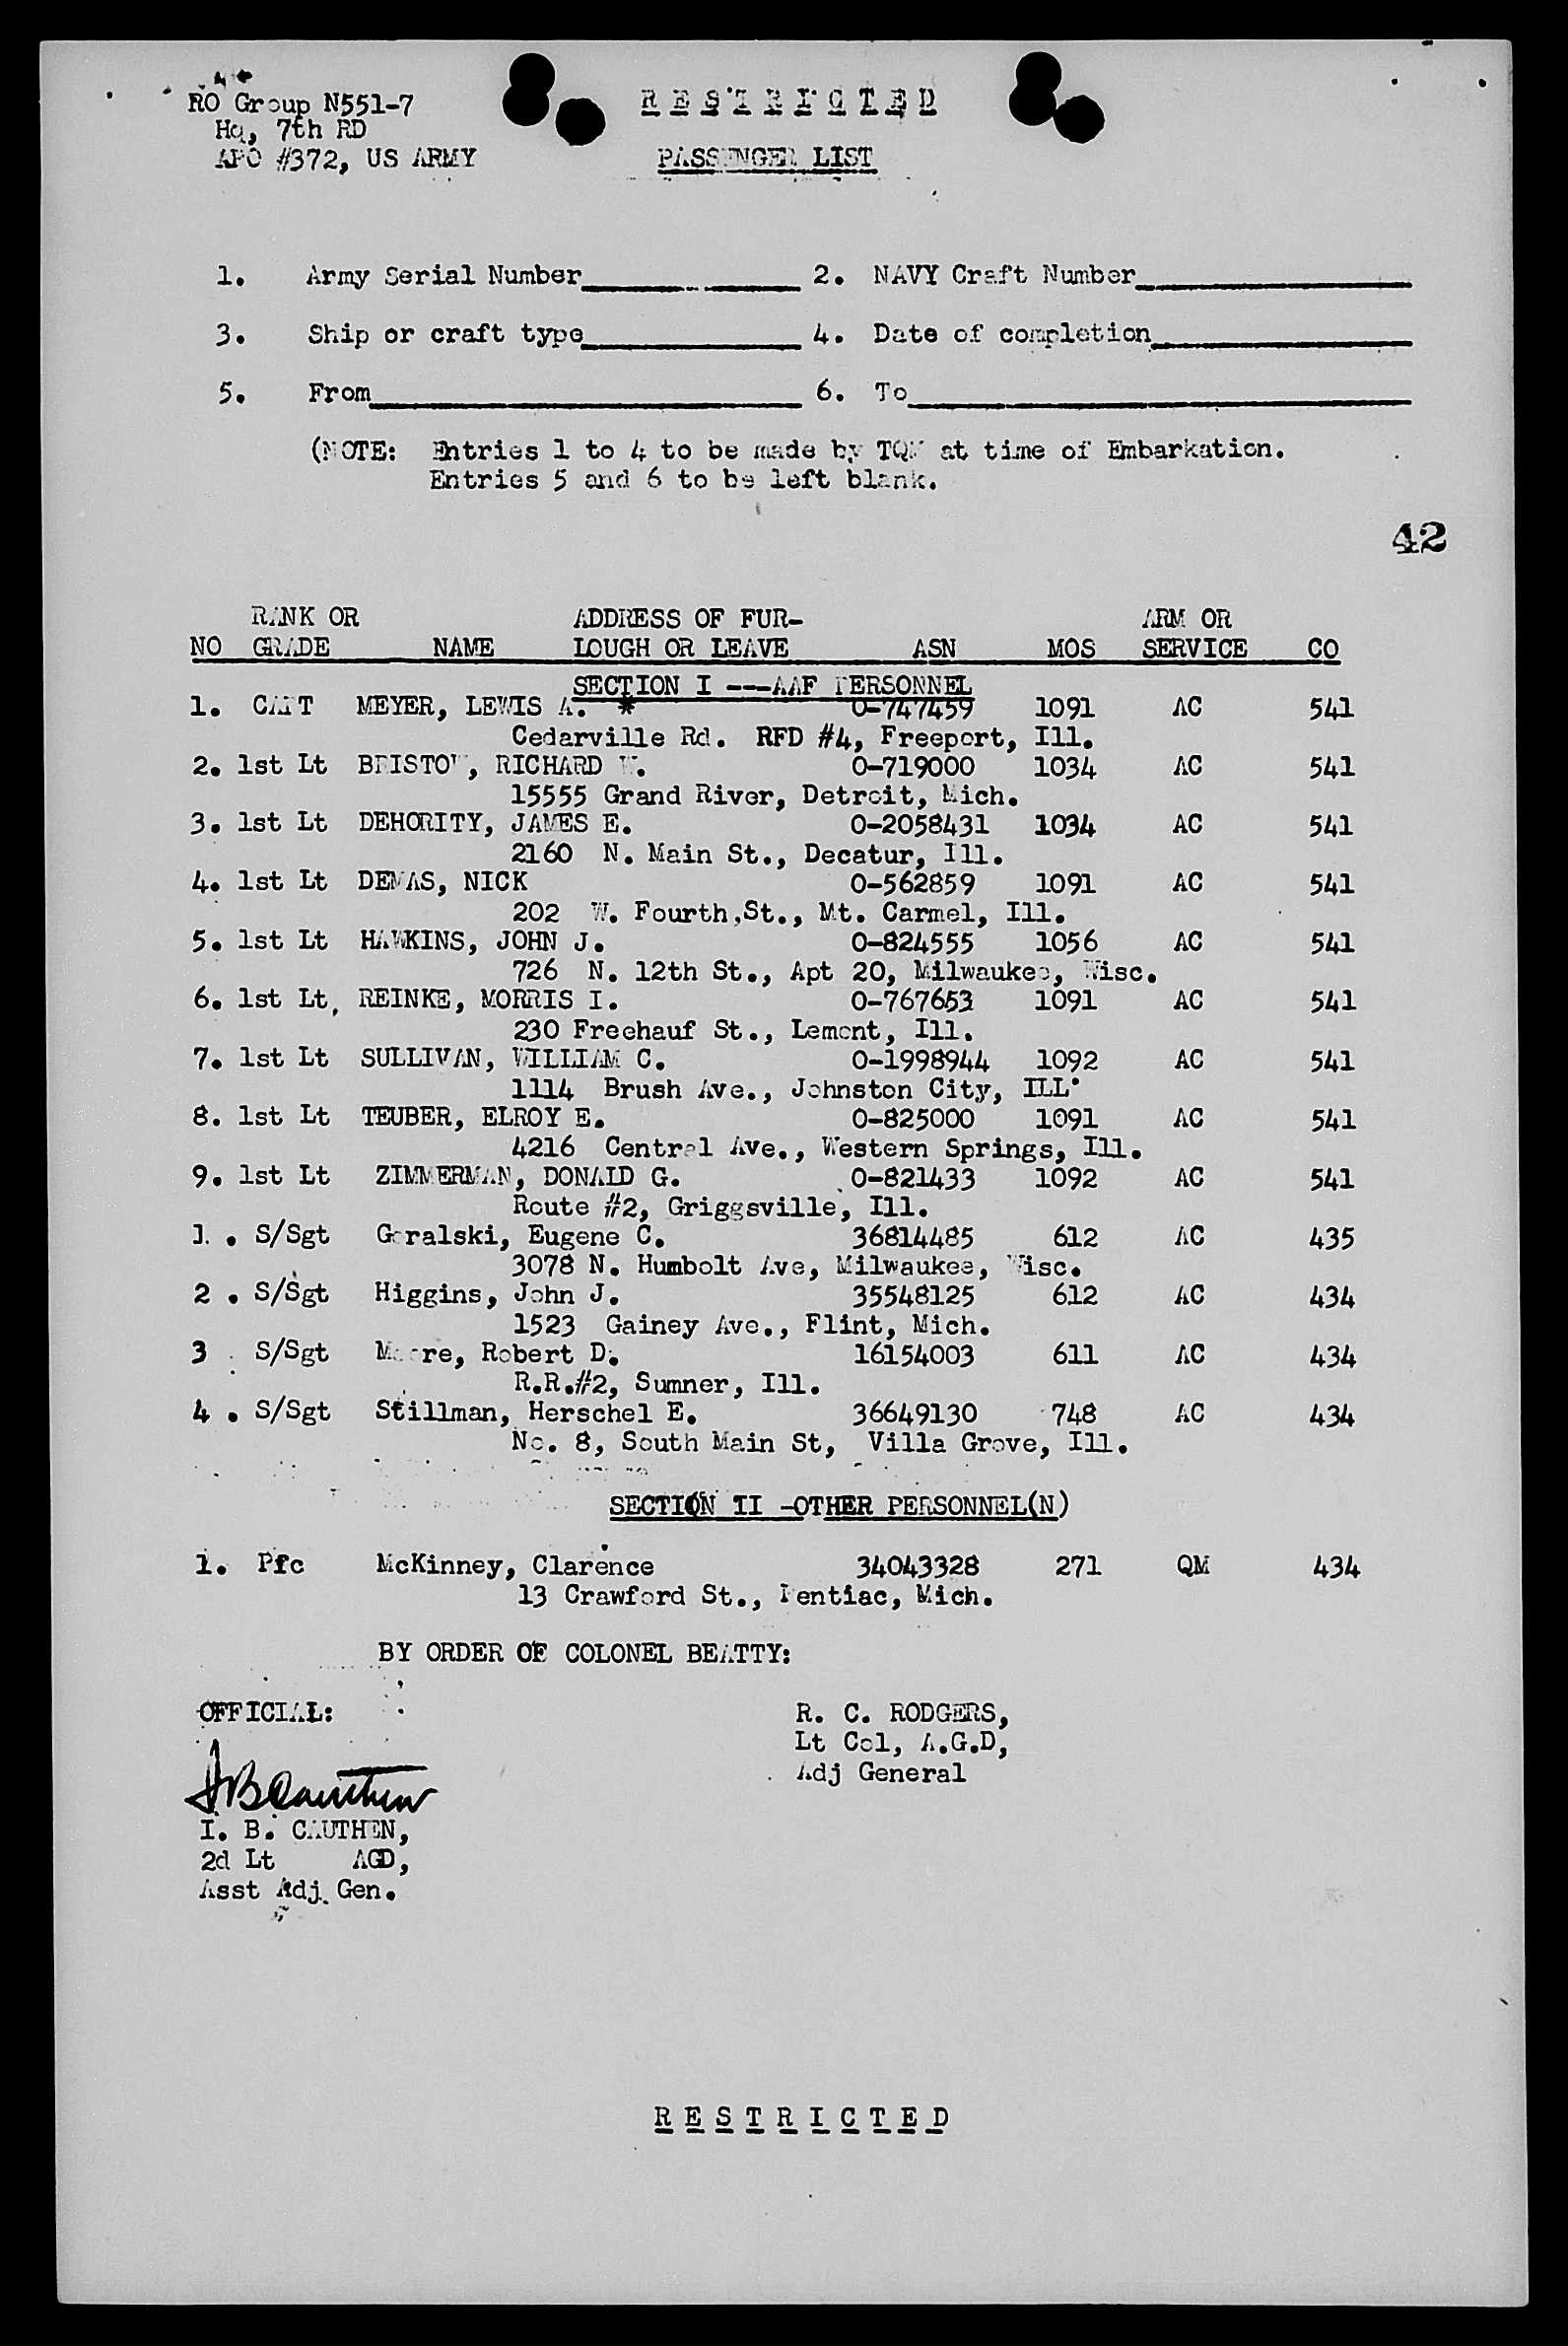 RO Group N551-7
Hq, 7th RD
APO #372, US ARMY
RESTRICTED
PASSENGER LIST
1. Army Serial Number 2. NAVY Craft Number
3. Ship or craft type 4. Date of completion
5. From 6. To
(NOTE: Entries 1 to 4 to be made by TQM at time of Embarkation.
Entries 5 and 6 to be left blank.
42
RANK OR ADDRESS OF FUR- ARM OR
NO GRADE NAME LOUGH OR LEAVE ASN MOS SERVICE CO
SECTION I ---AAF PERSONNEL
1. CAPT MEYER, LEWIS A. * O-747459 1091 AC 541
Cedarville Rd. RFD #4, Freeport, Ill.
2. 1st Lt BRISTOW, RICHARD W. O-719000 1034 AC 541
15555 Grand River, Detroit, Mich.
3. 1st Lt DEHORITY, JAMES E. O-2058431 1034 AC 541
2160 N. Main St., Decatur, Ill.
4. 1st Lt DEMAS, NICK O-562859 1091 AC 541
202 W. Fourth,St., Mt. Carmel, Ill.
5. 1st Lt HAWKINS, JOHN J. O-824555 1056 AC 541
726 N. 12th St., Apt 20, Milwaukee, Wisc.
6. 1st Lt, REINKE, MORRIS I. O-767653 1091 AC 541
230 Freehauf St., Lemont, Ill.
7. 1st Lt SULLIVAN, WILLIAM C. O-1998944 1092 AC 541
1114 Brush Ave., Johnston City, ILL.
8. 1st Lt TEUBER, ELROY E. O-825000 1091 AC 541
4216 Central Ave., Western Springs, Ill.
9. 1st Lt ZIMMERMAN, DONALD G. O-821433 1092 AC 541
Route #2, Griggsville, Ill.
1. S/Sgt Goralski, Eugene C. 36814485 612 AC 435
3078 N. Humbolt Ave, Milwaukee, Wisc.
2. S/Sgt Higgins, John J. 35548125 612 AC 434
1523 Gainey Ave., Flint, Mich.
3 . S/Sgt Moore, Robert D. 16154003 611 AC 434
R.R.#2, Sumner, Ill.
4 . S/Sgt Stillman, Herschel E. 36649130 748 AC 434
No. 8, South Main St, Villa Grove, Ill.
SECTION II -OTHER PERSONNEL(N)
1. Pfc McKinney, Clarence 34043328 271 QM 434
13 Crawford St., Pentiac, Mich.
BY ORDER OF COLONEL BEATTY:
OFFICIAL:
R. C. RODGERS,
Lt Col, A.G.D,
Adj General
I B Cauthen
I. B. CAUTHEN,
2d Lt AGD,
Asst Adj. Gen.
RESTRICTED